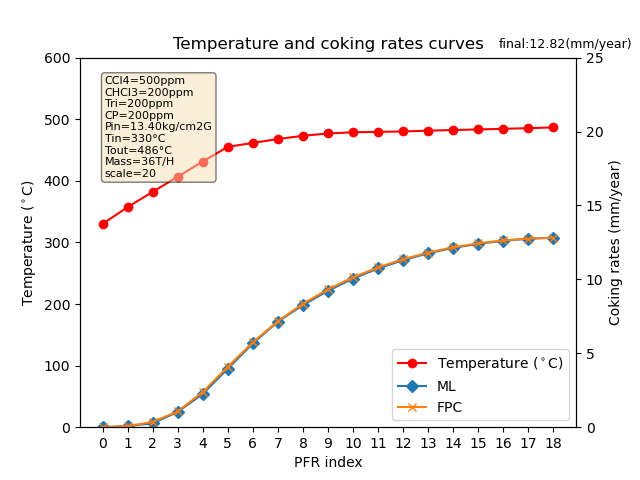 Temperature and coking rates curves
final:12.82(mm/year)
CCl4=500ppm
CHCl3=200ppm
Tri=200ppm
CP=200ppm
Pin=13.40kg/cm2G
Tin=330°C
Tout=486°C
Mass=36T/H
scale=20
600
500
400
300
200
100
0
Temperature (°C)
25
20
15
10
5
0
Coking rates (mm/year)
Temperature (°C)
ML
FPC
0 1 2 3 4 5 6 7 8 9 10 11 12 13 14 15 16 17 18
PFR index